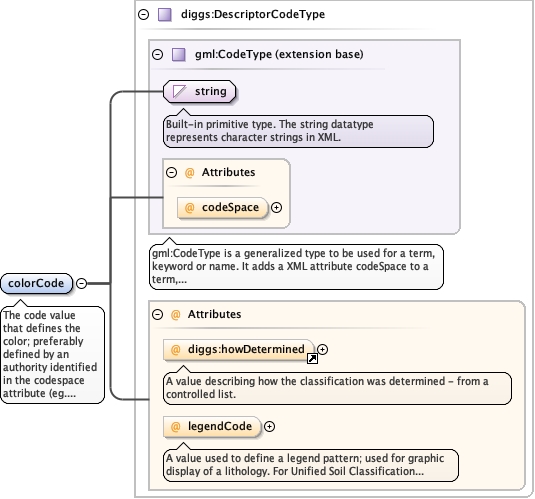 diggs:DescriptorCodeType
gml:CodeType (extension base)
string
Built-in primitive type. The string datatype
represents character strings in XML.
@ Attributes
@ codeSpace
gml:CodeType is a generalized type to be used for a term,
keyword or name. It adds a XML attribute codeSpace to a
term,...
colorCode
The code value
that defines the
color; preferably
defined by an
authority identified
in the codespace
attribute (eg....
@ Attributes
@ diggs:howDetermined
A value describing how the classification was determined - from a
controlled list.
@ legendCode
A value used to define a legend pattern; used for graphic
display of a lithology. For Unified Soil Classification...